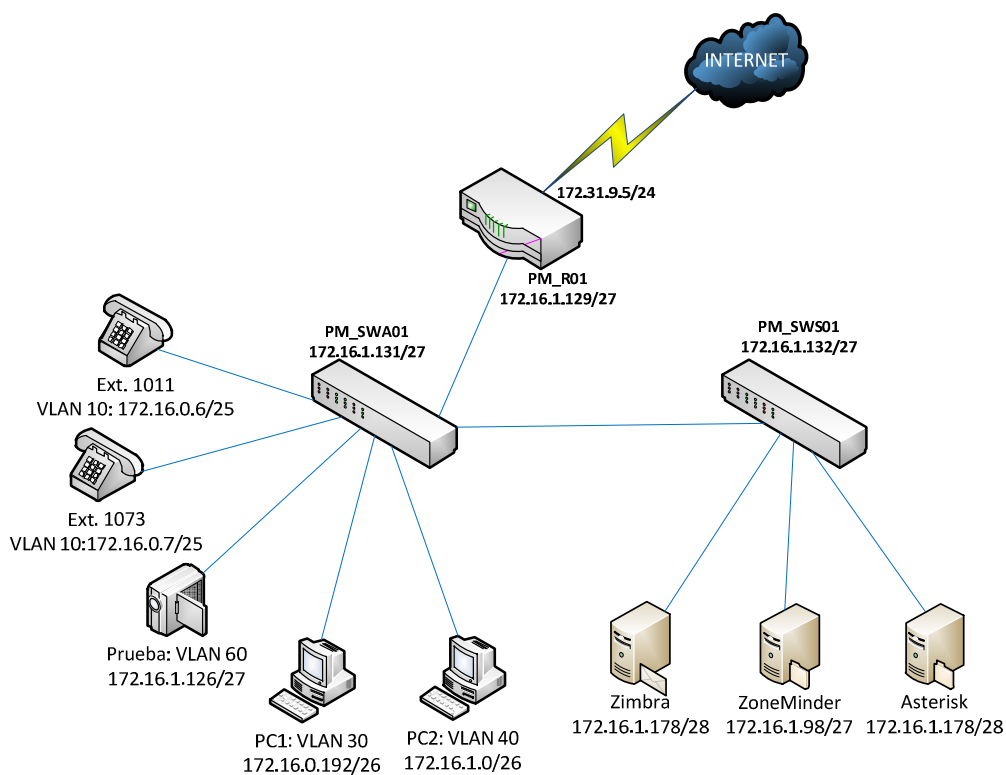 INTERNET
172.31.9.5/24
PM_R01
172.16.1.129/27
PM_SWA01
172.16.1.131/27
PM_SWS01
172.16.1.132/27
Ext. 1011
VLAN 10: 172.16.0.6/25
Ext. 1073
VLAN 10:172.16.0.7/25
Prueba: VLAN 60
172.16.1.126/27
PC1: VLAN 30
172.16.0.192/26
PC2: VLAN 40
172.16.1.0/26
Zimbra
172.16.1.178/28
ZoneMinder
172.16.1.98/27
Asterisk
172.16.1.178/28